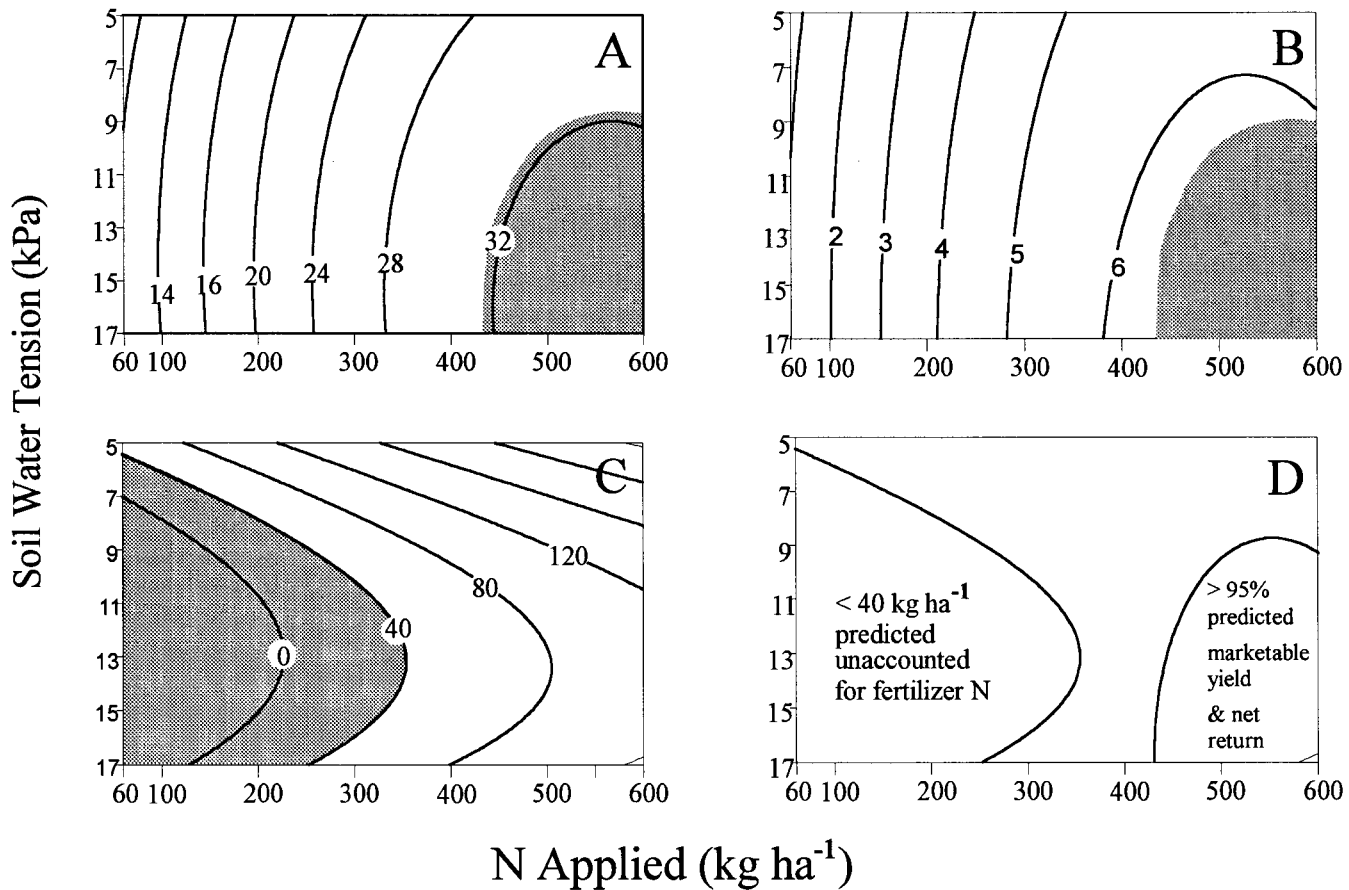 A
5
7
9
11
13
15
17
14
16
20
24
28
32
60 100 200 300 400 500 600
B
5
7
9
11
13
15
17
2
3
4
5
6
60 100 200 300 400 500 600
C
5
7
9
11
13
15
17
0
40
80
120
60 100 200 300 400 500 600
D
5
7
9
11
13
15
17
< 40 kg ha⁻¹
predicted
unaccounted
for fertilizer N
> 95%
predicted
marketable
yield
& net
return
60 100 200 300 400 500 600
Soil Water Tension (kPa)
N Applied (kg ha⁻¹)